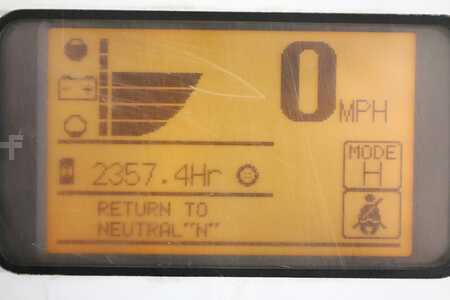 0 MPH
MODE
H
2357.4Hr
RETURN TO
NEUTRAL"N"